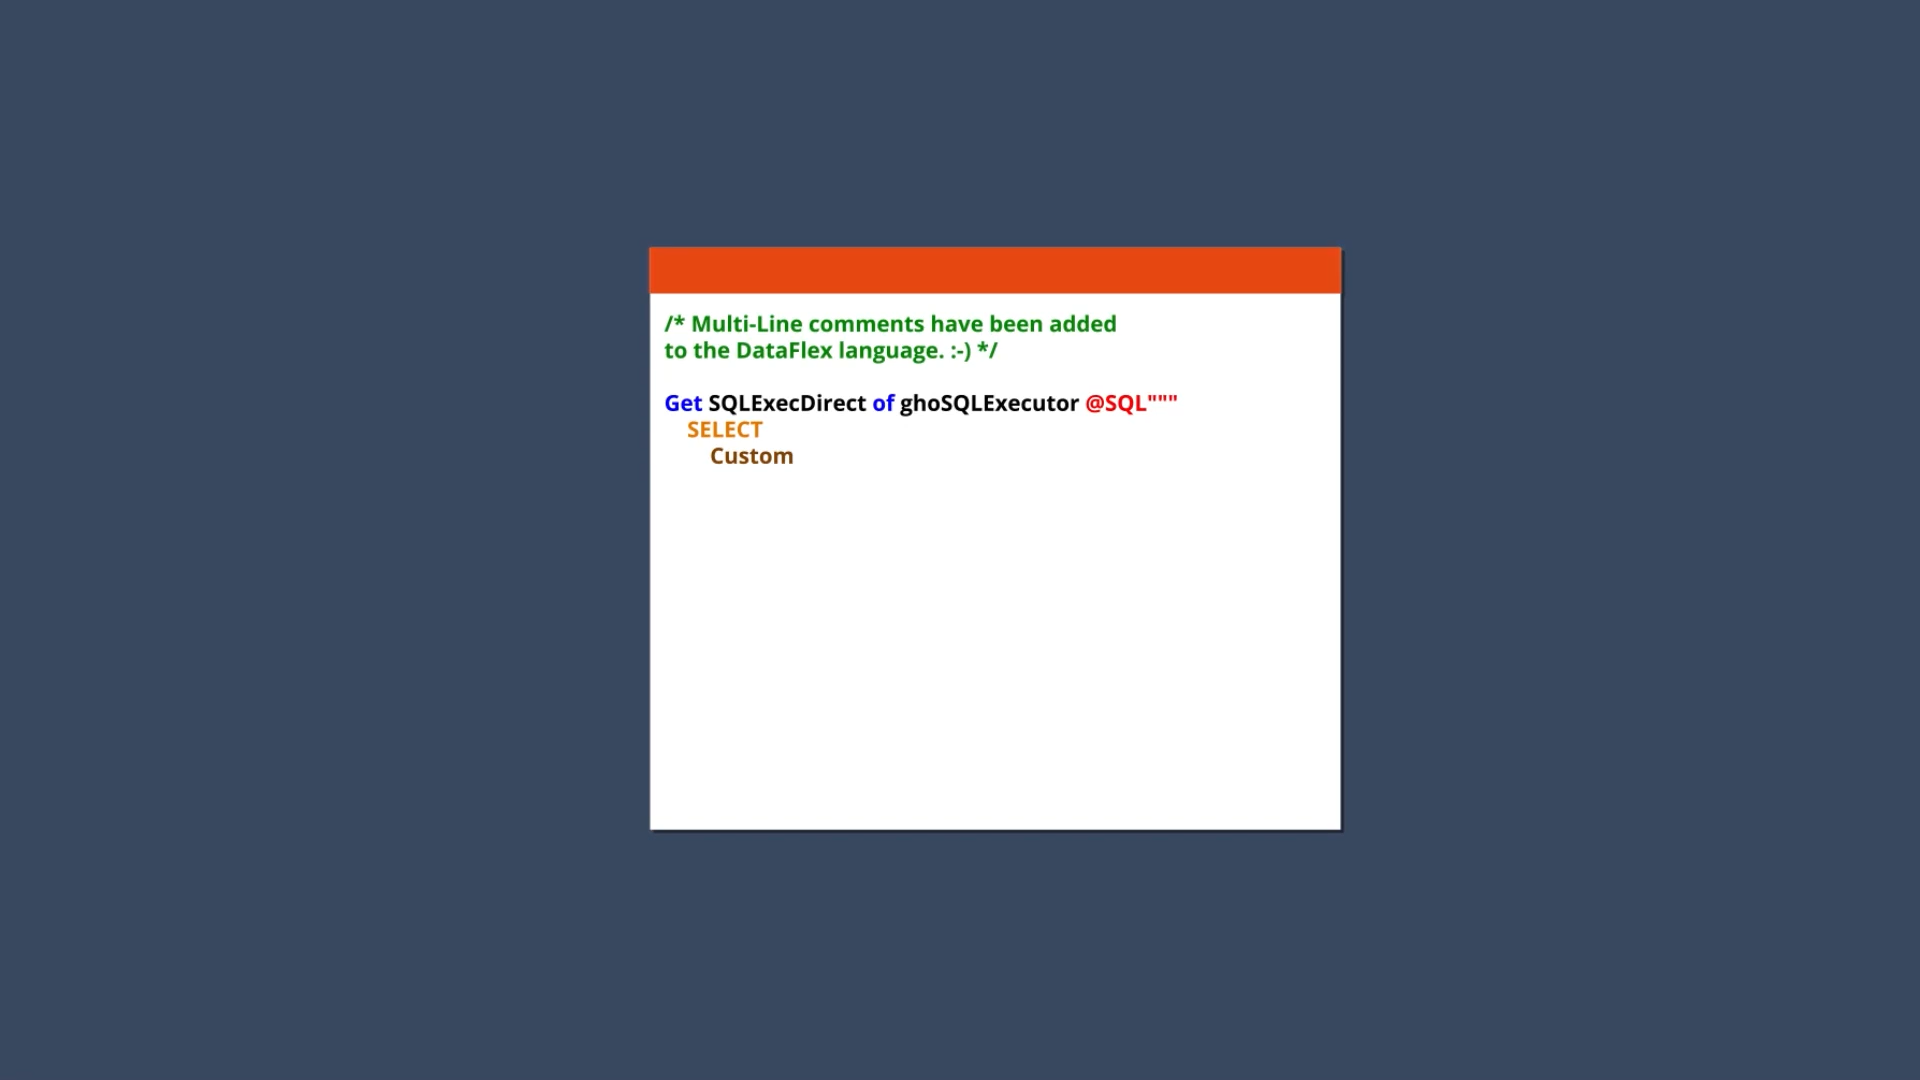 /* Multi-Line comments have been added
to the DataFlex language. :-) */
Get SQLExecDirect of ghoSQLExecutor @SQL"""
SELECT
Custom